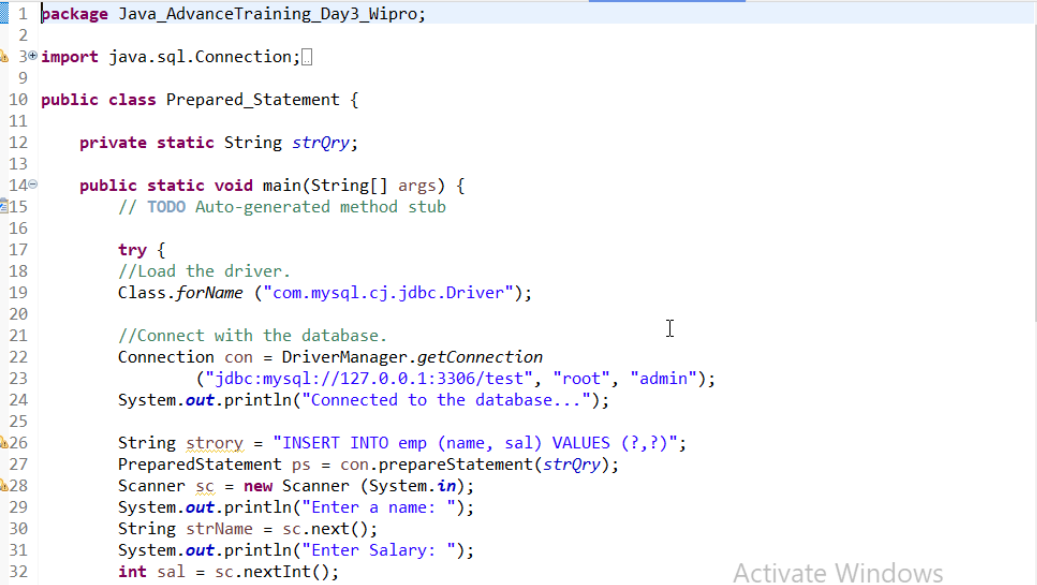 1 package Java_AdvanceTraining_Day3_Wipro;
2
3 import java.sql.Connection;
9
10 public class Prepared_Statement {
11
12 private static String strQry;
13
14 public static void main(String[] args) {
15 // TODO Auto-generated method stub
16
17 try {
18 //Load the driver.
19 Class.forName ("com.mysql.cj.jdbc.Driver");
20
21 //Connect with the database.
22 Connection con = DriverManager.getConnection
23 ("jdbc:mysql://127.0.0.1:3306/test", "root", "admin");
24 System.out.println("Connected to the database...");
25
26 String strory = "INSERT INTO emp (name, sal) VALUES (?,?)";
27 PreparedStatement ps = con.prepareStatement(strQry);
28 Scanner sc = new Scanner (System.in);
29 System.out.println("Enter a name: ");
30 String strName = sc.next();
31 System.out.println("Enter Salary: ");
32 int sal = sc.nextInt();
Activate Windows